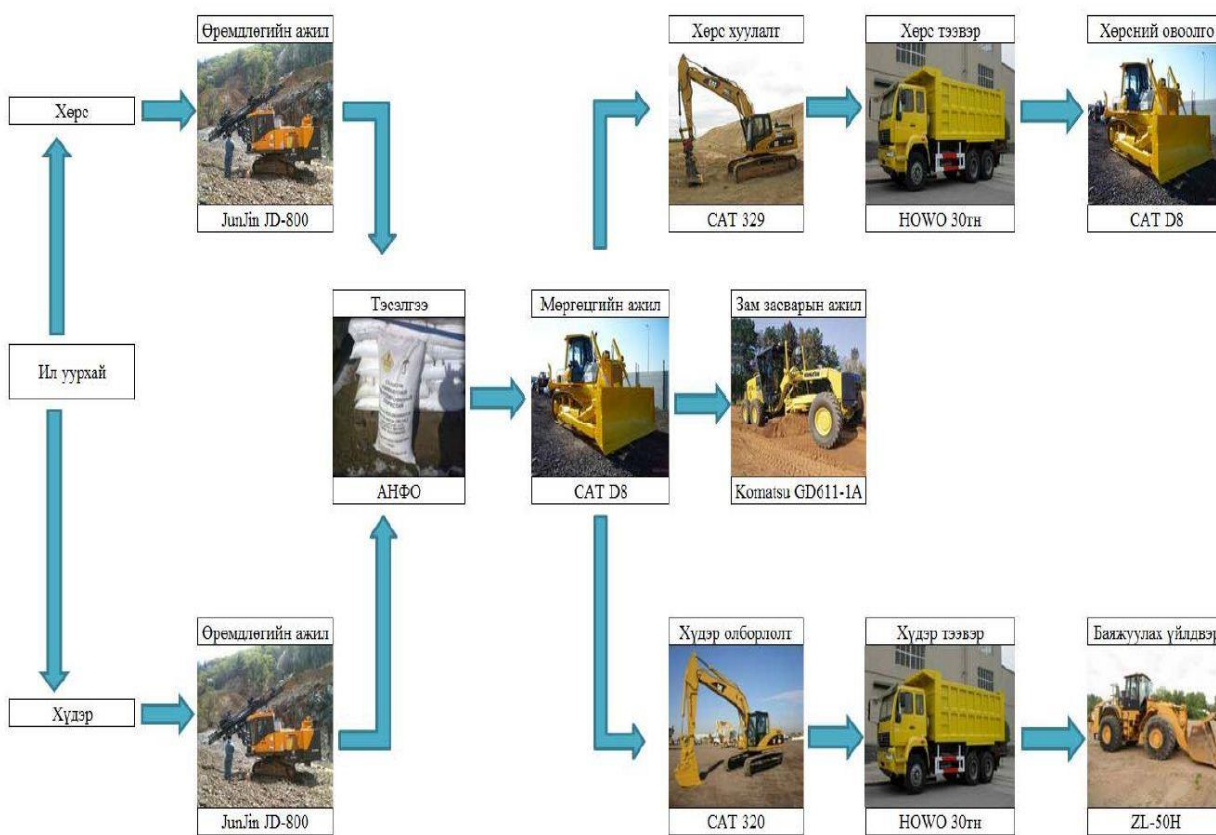 Өрөмдлөгийн ажил
Хөрс хуулалт
Хөрс тээвэр
Хөрсний овоолго
Хөрс
JunJin JD-800
CAT 329
HOWO 30тн
CAT D8
Тэсэлгээ
Мөргөцгийн ажил
Зам засварын ажил
Ил уурхай
АНФО
CAT D8
Komatsu GD611-1A
Өрөмдлөгийн ажил
Хүдэр олборлолт
Хүдэр тээвэр
Баяжуулах үйлдвэр
Хүдэр
JunJin JD-800
CAT 320
HOWO 30тн
ZL-50H